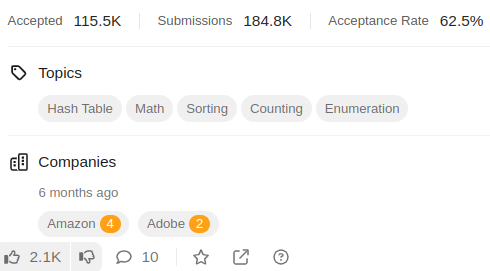 Accepted 115.5K Submissions 184.8K Acceptance Rate 62.5%
Topics
Hash Table Math Sorting Counting Enumeration
Companies
6 months ago
Amazon 4 Adobe 2
2.1K 10